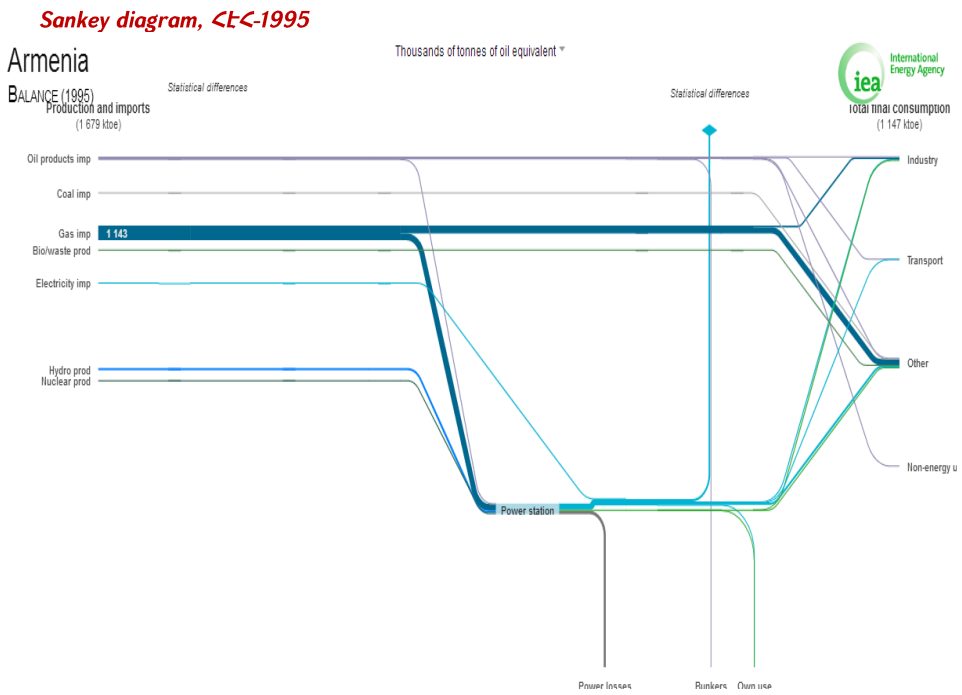 Sankey diagram, ՀԷՀ-1995
Thousands of tonnes of oil equivalent
Armenia
BALANCE (1995)
Statistical differences
Statistical differences
International
Energy Agency
iea
Production and imports
(1 679 ktoe)
Total final consumption
(1 147 ktoe)
Oil products imp
Industry
Coal imp
Gas imp
1 143
Bio/waste prod
Transport
Electricity imp
Hydro prod
Other
Nuclear prod
Non-energy u
Power station
Power losses
Bunkers
Own use